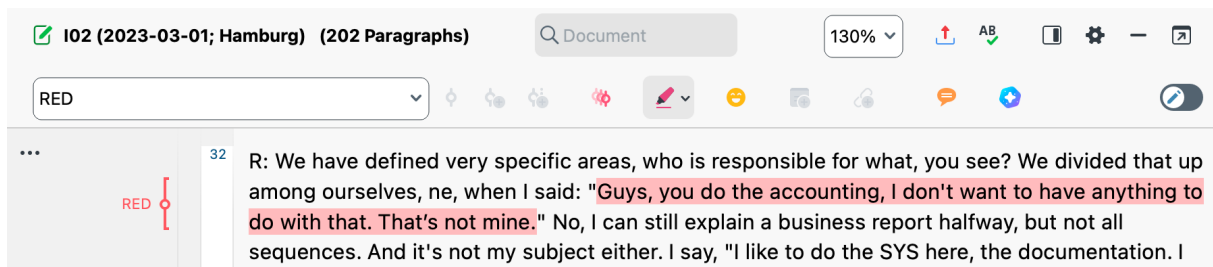 I02 (2023-03-01; Hamburg) (202 Paragraphs) Document 130% AB
RED
32 R: We have defined very specific areas, who is responsible for what, you see? We divided that up
among ourselves, ne, when I said: "Guys, you do the accounting, I don't want to have anything to
RED do with that. That’s not mine." No, I can still explain a business report halfway, but not all
sequences. And it's not my subject either. I say, "I like to do the SYS here, the documentation. I